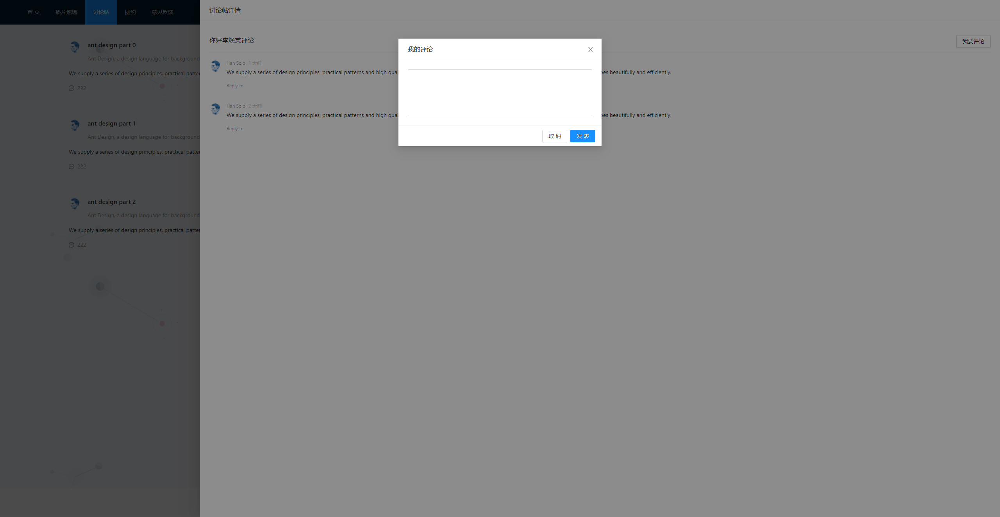 首 页 热片速递 讨论帖 团约 意见反馈
ant design part 0
Ant Design, a design language for background
We supply a series of design principles, practical patter
222
ant design part 1
Ant Design, a design language for background
We supply a series of design principles, practical patter
222
ant design part 2
Ant Design, a design language for background
We supply a series of design principles, practical patter
222
讨论帖详情
你好李焕英评论
我要评论
Han Solo 1 天前
We supply a series of design principles, practical patterns and high qual
pes beautifully and efficiently.
Reply to
Han Solo 2 天前
We supply a series of design principles, practical patterns and high qual
pes beautifully and efficiently.
Reply to
我的评论
取 消 发 表